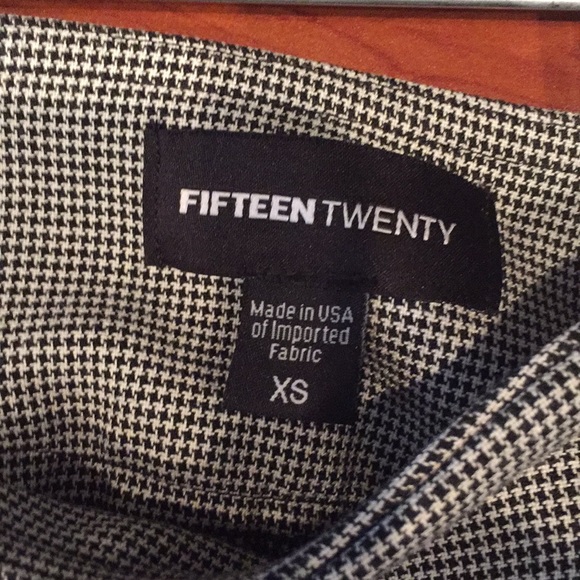 FIFTEEN TWENTY
Made in USA
of Imported
Fabric
XS